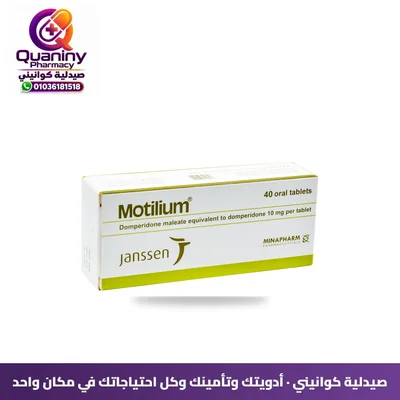 Quaniny
Pharmacy
صيدلية كوانيني
01036181518
40 oral tablets
Motilium®
Domperidone maleate equivalent to domperidone 10 mg per tablet
janssen
MINAPHARM
PHARMACEUTICALS
صيدلية كوانيني · أدويتك وتأمينك وكل احتياجاتك في مكان واحد